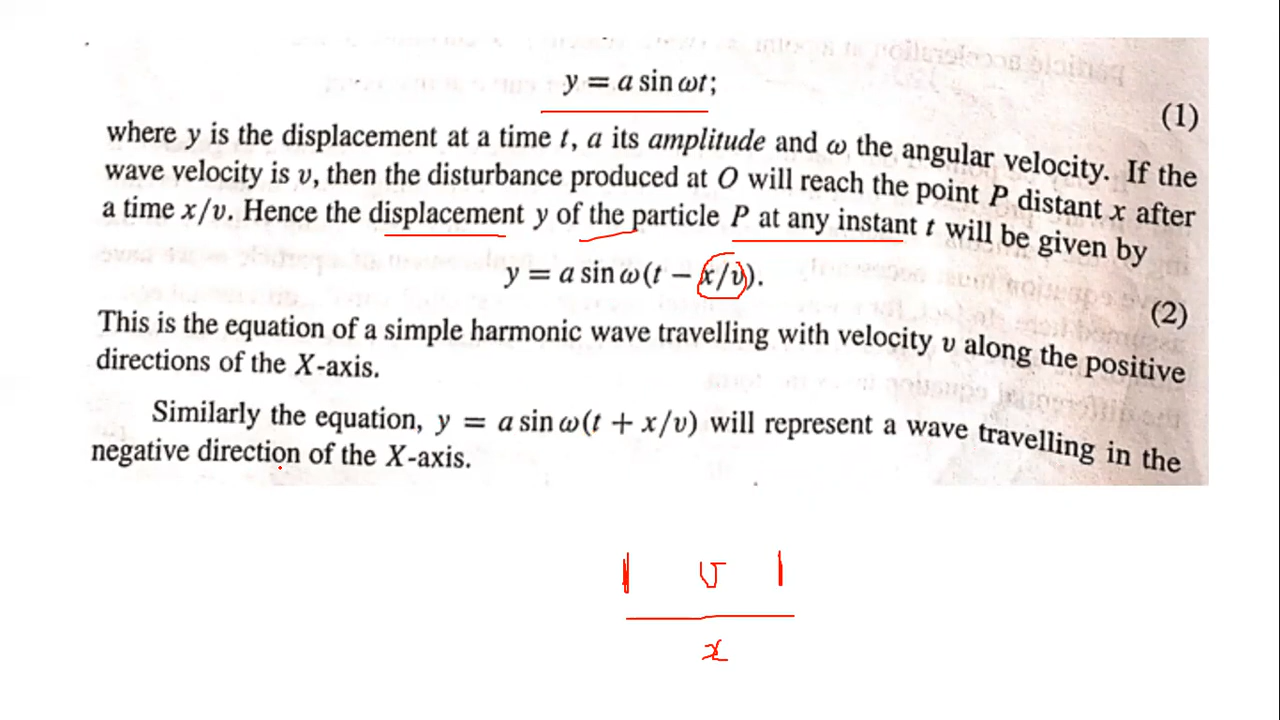 y = a sin ωt;
(1)
where y is the displacement at a time t, a its amplitude and ω the angular velocity. If the
wave velocity is v, then the disturbance produced at O will reach the point P distant x after
a time x/v. Hence the displacement y of the particle P at any instant t will be given by
y = a sin ω(t − x/v).
(2)
This is the equation of a simple harmonic wave travelling with velocity v along the positive
directions of the X-axis.
Similarly the equation, y = a sin ω(t + x/v) will represent a wave travelling in the
negative direction of the X-axis.
v
x